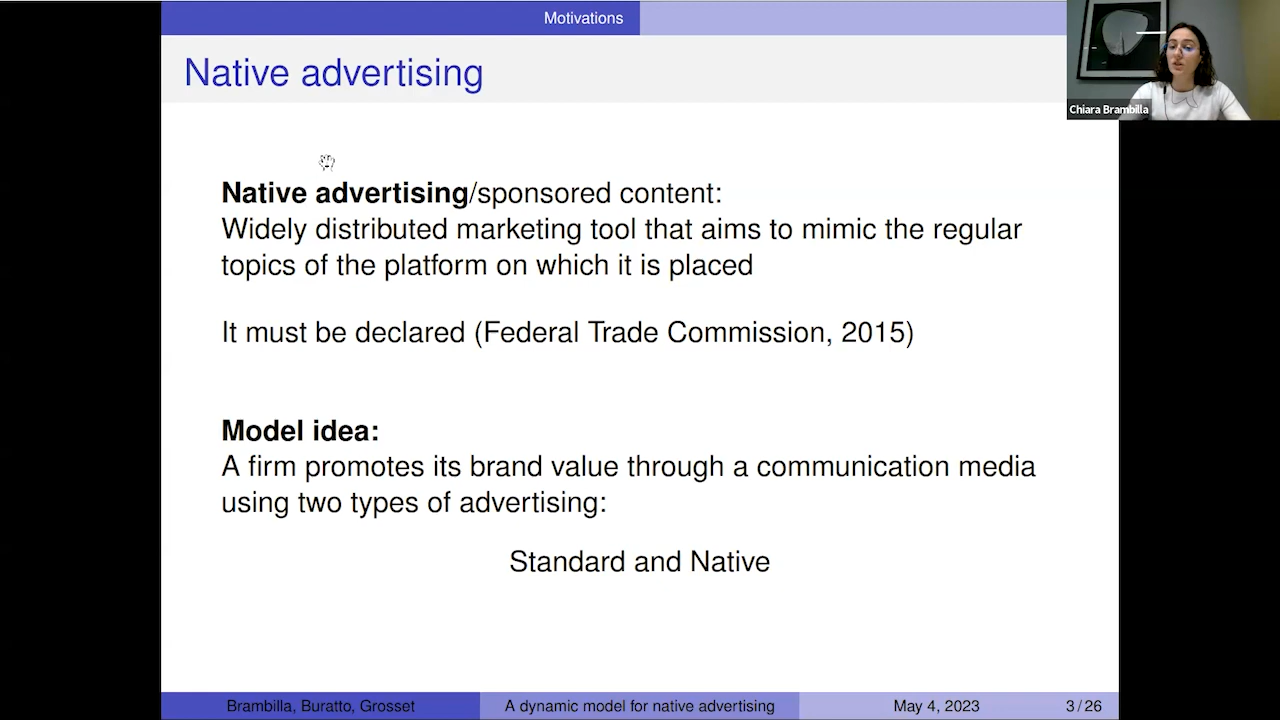 Motivations
Native advertising
Chiara Brambilla
Native advertising/sponsored content:
Widely distributed marketing tool that aims to mimic the regular
topics of the platform on which it is placed
It must be declared (Federal Trade Commission, 2015)
Model idea:
A firm promotes its brand value through a communication media
using two types of advertising:
Standard and Native
Brambilla, Buratto, Grosset
A dynamic model for native advertising
May 4, 2023
3 / 26